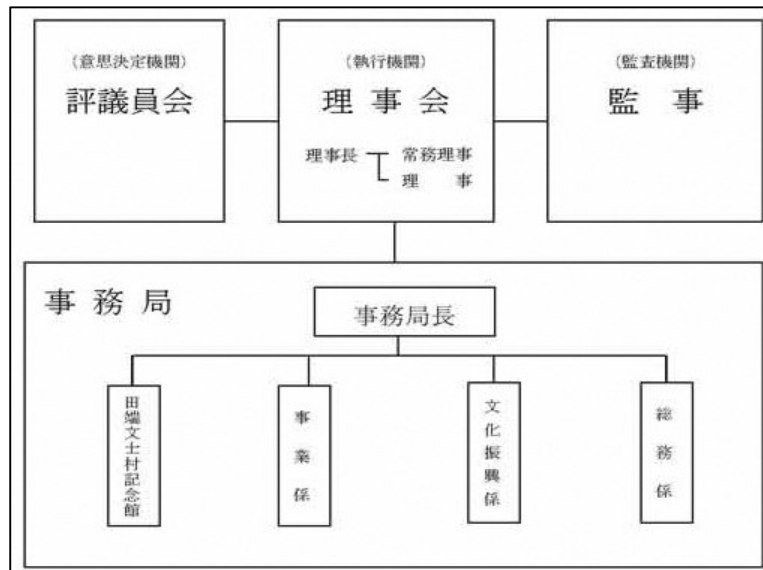 (意思決定機関)
評議員会
(執行機関)
理事会
理事長
常務理事
理 事
(監査機関)
監 事
事務局
事務局長
田端文士村記念館
事業係
文化振興係
総務係